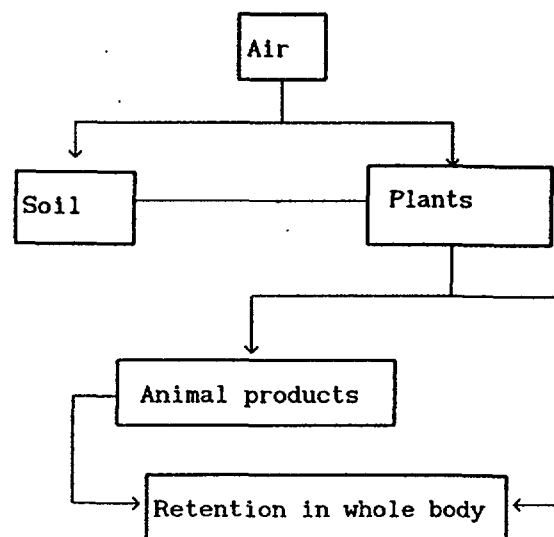 Air
Soil
Plants
Animal products
Retention in whole body